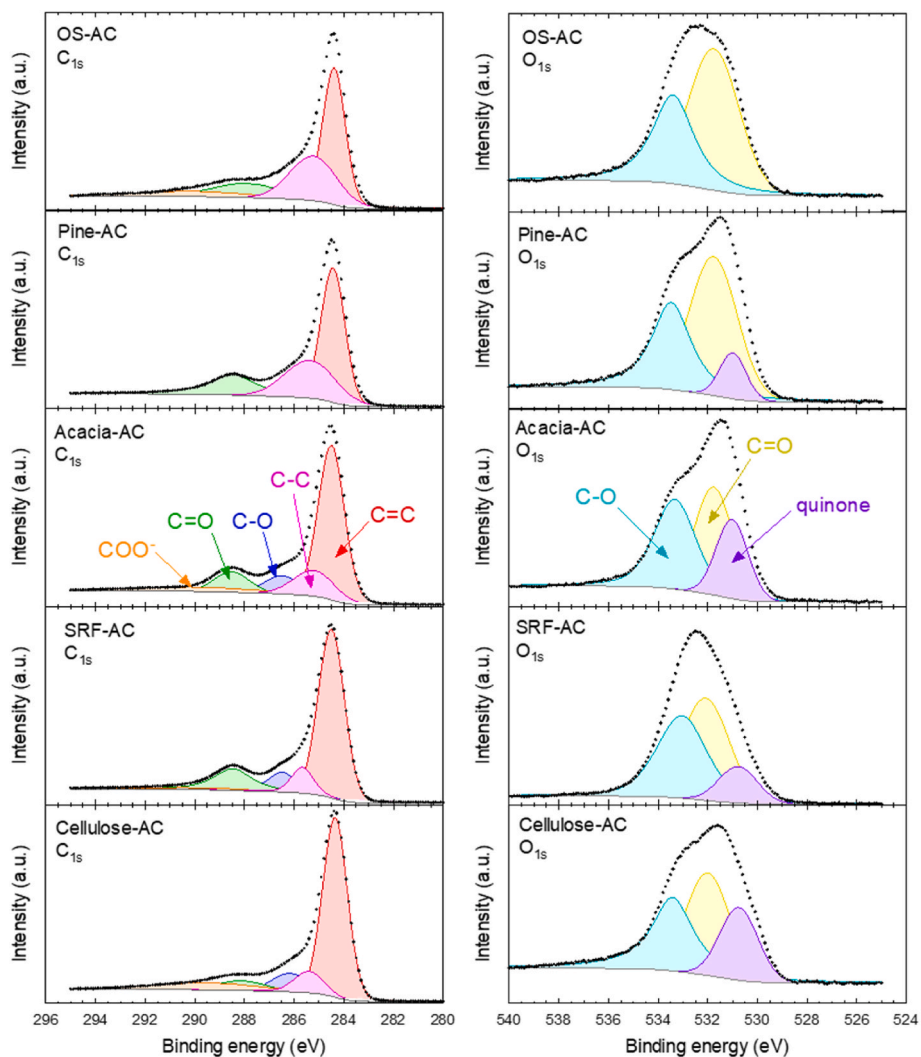 OS-AC
C1s
Intensity (a.u.)
OS-AC
O1s
Intensity (a.u.)
Pine-AC
C1s
Intensity (a.u.)
Pine-AC
O1s
Intensity (a.u.)
Acacia-AC
C1s
Intensity (a.u.)
COO-
C=O
C-O
C-C
C=C
Acacia-AC
O1s
Intensity (a.u.)
C-O
C=O
quinone
SRF-AC
C1s
Intensity (a.u.)
SRF-AC
O1s
Intensity (a.u.)
Cellulose-AC
C1s
Intensity (a.u.)
Cellulose-AC
O1s
Intensity (a.u.)
296 294 292 290 288 286 284 282 280
Binding energy (eV)
540 538 536 534 532 530 528 526 524
Binding energy (eV)